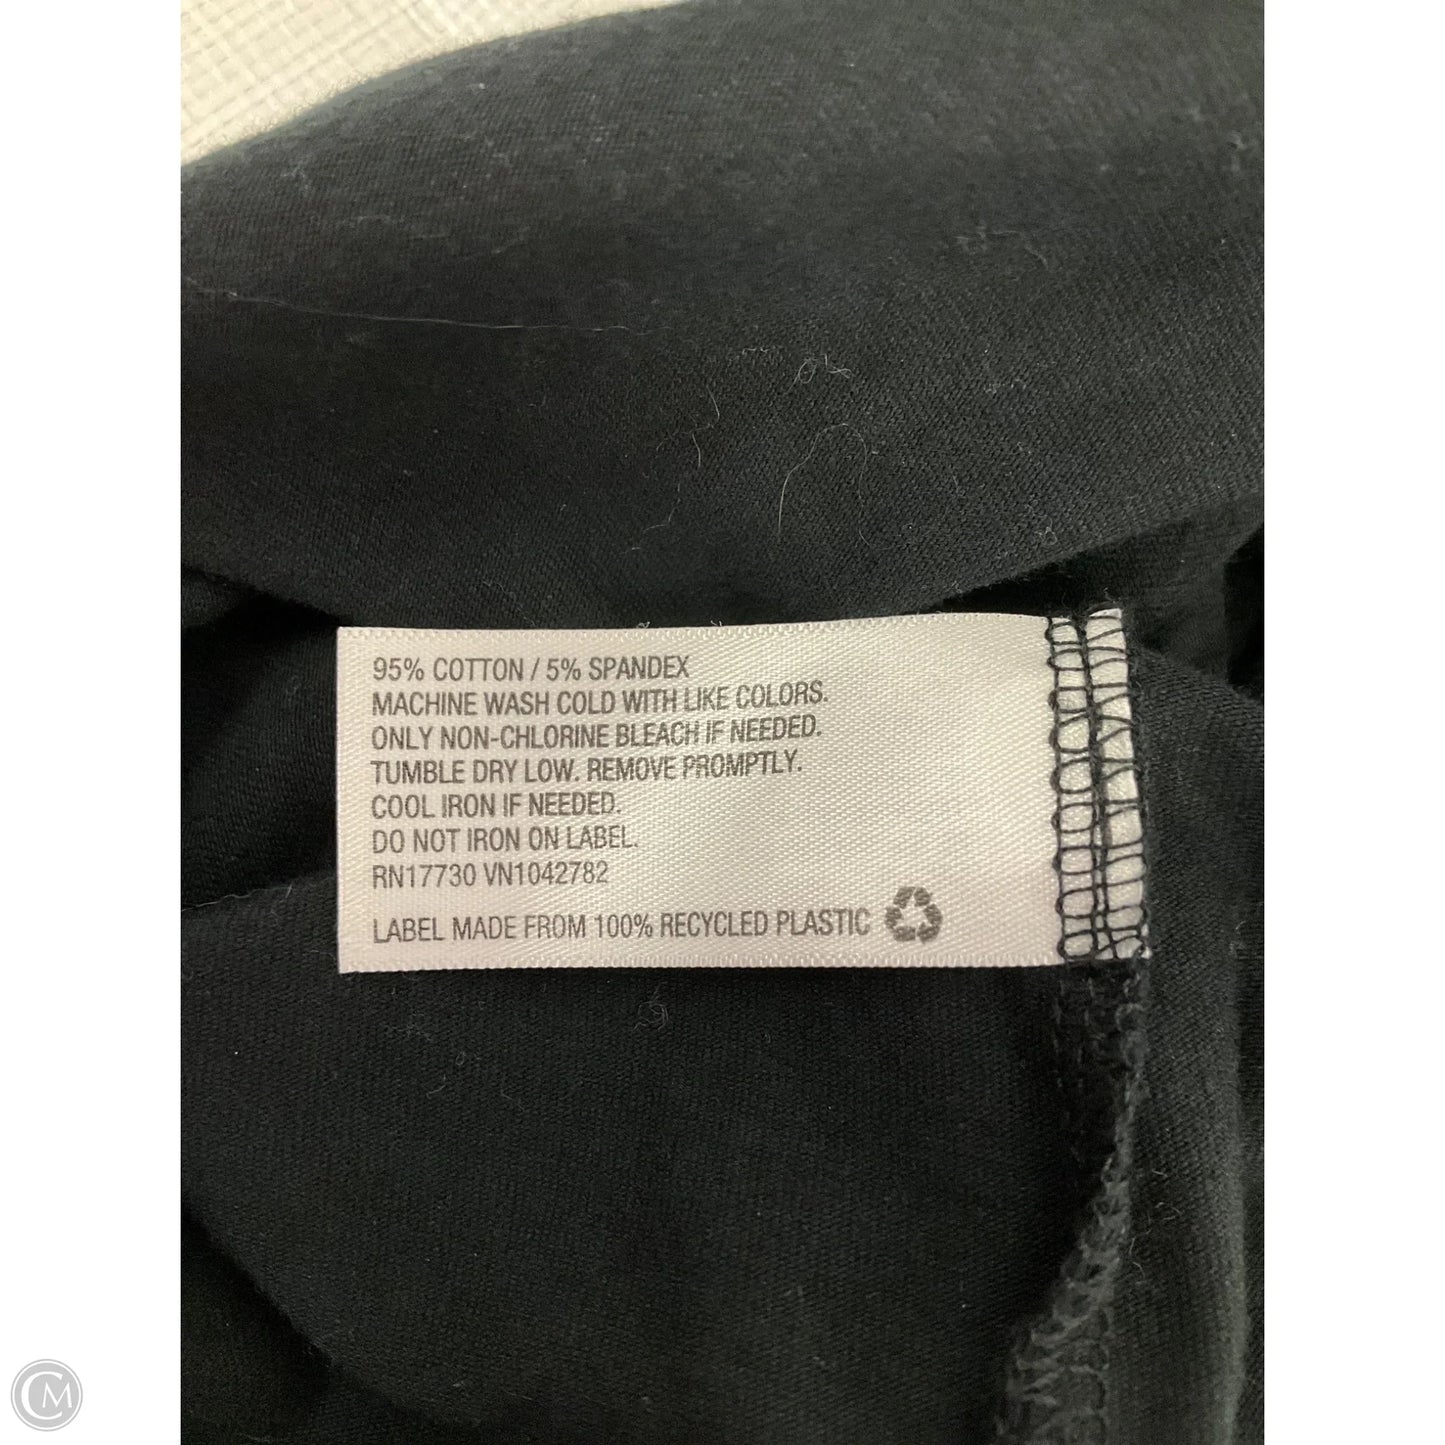 95% COTTON / 5% SPANDEX
MACHINE WASH COLD WITH LIKE COLORS.
ONLY NON-CHLORINE BLEACH IF NEEDED.
TUMBLE DRY LOW. REMOVE PROMPTLY.
COOL IRON IF NEEDED.
DO NOT IRON ON LABEL.
RN17730 VN1042782
LABEL MADE FROM 100% RECYCLED PLASTIC
CM